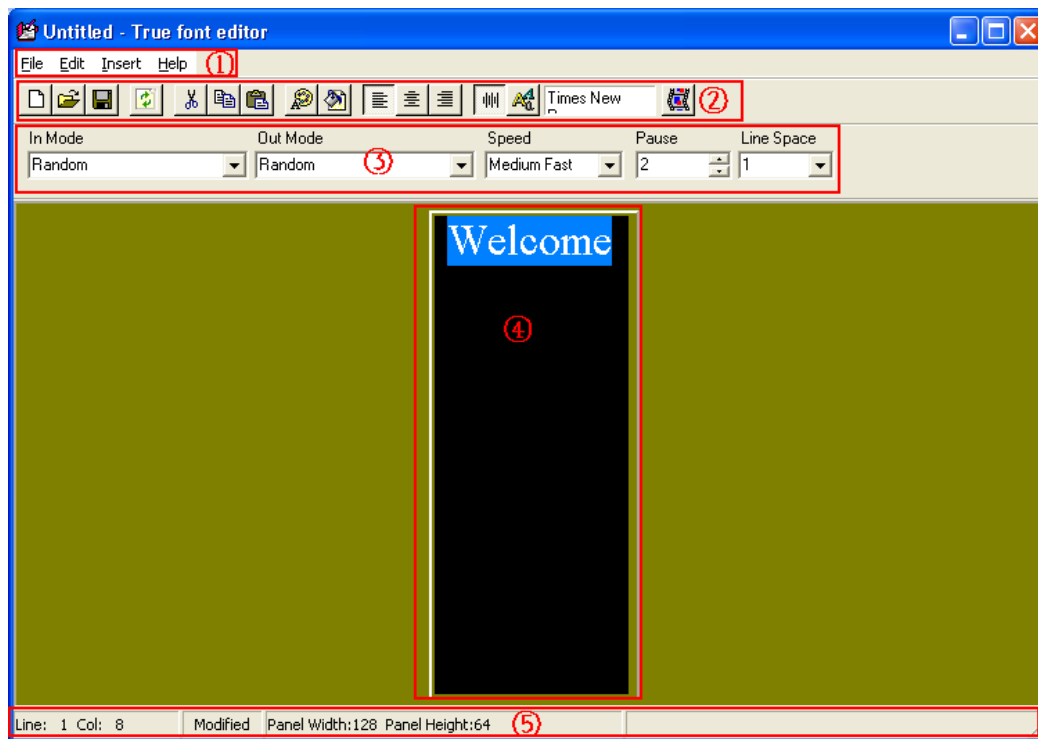 Untitled - True font editor
File Edit Insert Help ①
Times New ②
In Mode Out Mode Speed Pause Line Space
Random Random ③ Medium Fast 2 1
Welcome
④
Line: 1 Col: 8 Modified Panel Width:128 Panel Height:64 ⑤